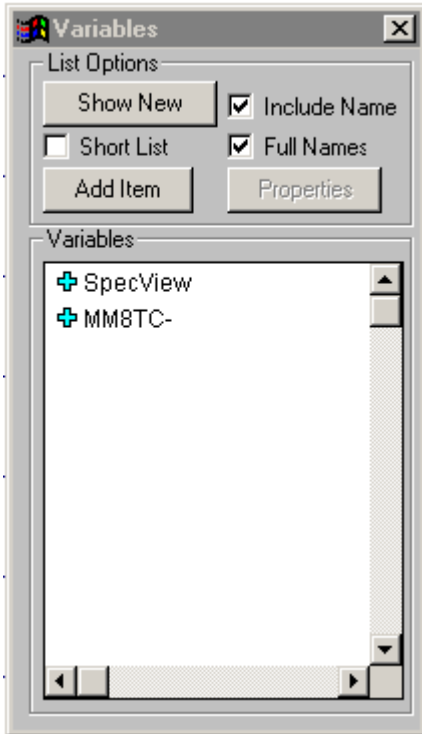 Variables
List Options
Show New
Include Name
Short List
Full Names
Add Item
Properties
Variables
SpecView
MM8TC-